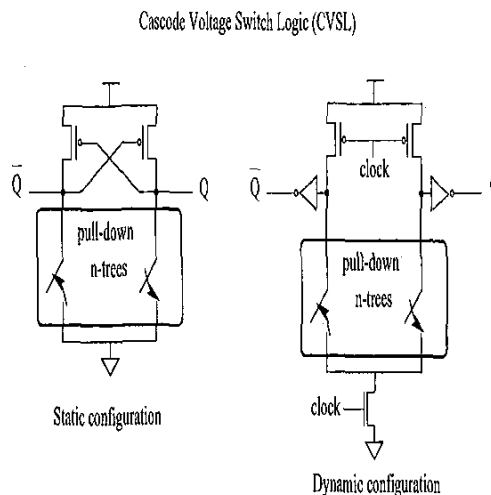 Cascode Voltage Switch Logic (CVSL)
Q̅
Q
pull-down
n-trees
Static configuration
clock
Q̅
pull-down
n-trees
clock
Dynamic configuration